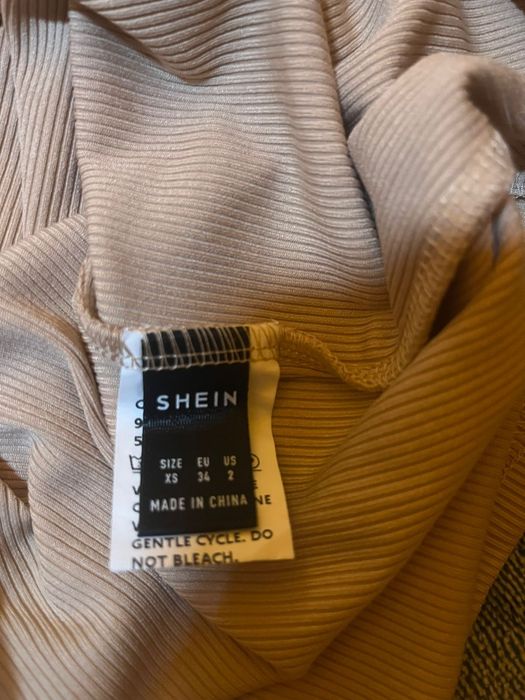 SHEIN
SIZE EU US
XS 34 2
MADE IN CHINA
GENTLE CYCLE. DO
NOT BLEACH.